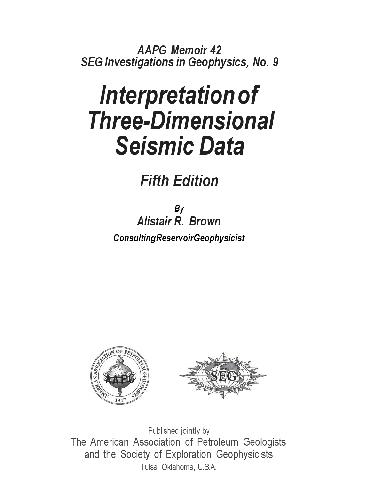 AAPG Memoir 42
SEG Investigations in Geophysics, No. 9
Interpretation of
Three-Dimensional
Seismic Data
Fifth Edition
By
Alistair R. Brown
Consulting Reservoir Geophysicist
AAPG
SEG
Published jointly by
The American Association of Petroleum Geologists
and the Society of Exploration Geophysicists
Tulsa, Oklahoma, U.S.A.